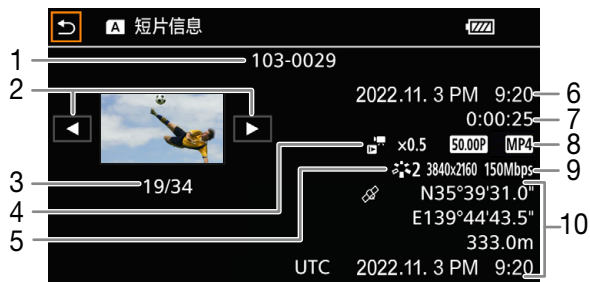 A 短片信息
1 103-0029
2
2022.11. 3 PM 9:20 6
0:00:25 7
×0.5 50.00P MP4 8
2 3840x2160 150Mbps 9
3 19/34
4
N35°39'31.0"
E139°44'43.5" 10
5 333.0m
UTC 2022.11. 3 PM 9:20